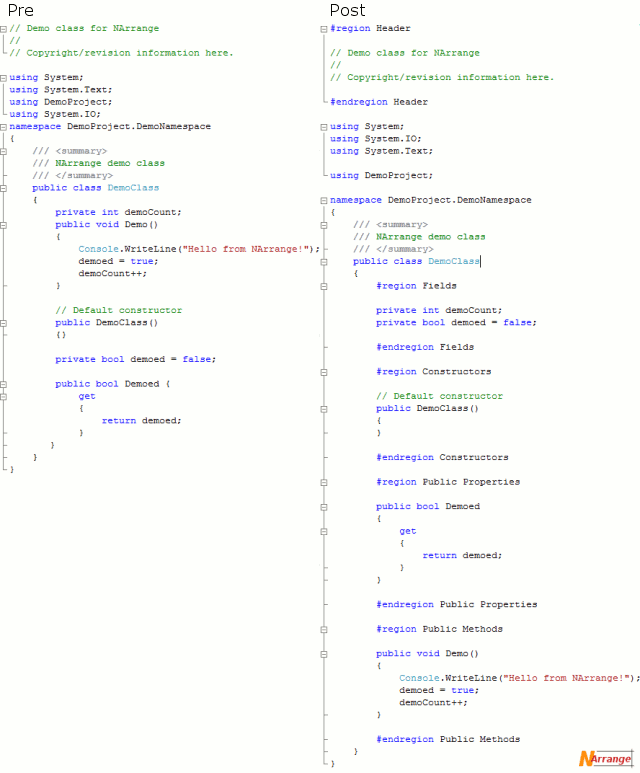 Pre
// Demo class for NArrange
//
// Copyright/revision information here.
using System;
using System.Text;
using DemoProject;
using System.IO;
namespace DemoProject.DemoNamespace
{
/// <summary>
/// NArrange demo class
/// </summary>
public class DemoClass
{
private int demoCount;
public void Demo()
{
Console.WriteLine("Hello from NArrange!");
demoed = true;
demoCount++;
}
// Default constructor
public DemoClass()
{}
private bool demoed = false;
public bool Demoed {
get
{
return demoed;
}
}
}
}
Post
#region Header
// Demo class for NArrange
//
// Copyright/revision information here.
#endregion Header
using System;
using System.IO;
using System.Text;
using DemoProject;
namespace DemoProject.DemoNamespace
{
/// <summary>
/// NArrange demo class
/// </summary>
public class DemoClass
{
#region Fields
private int demoCount;
private bool demoed = false;
#endregion Fields
#region Constructors
// Default constructor
public DemoClass()
{
}
#endregion Constructors
#region Public Properties
public bool Demoed
{
get
{
return demoed;
}
}
#endregion Public Properties
#region Public Methods
public void Demo()
{
Console.WriteLine("Hello from NArrange!");
demoed = true;
demoCount++;
}
#endregion Public Methods
}
}
NArrange